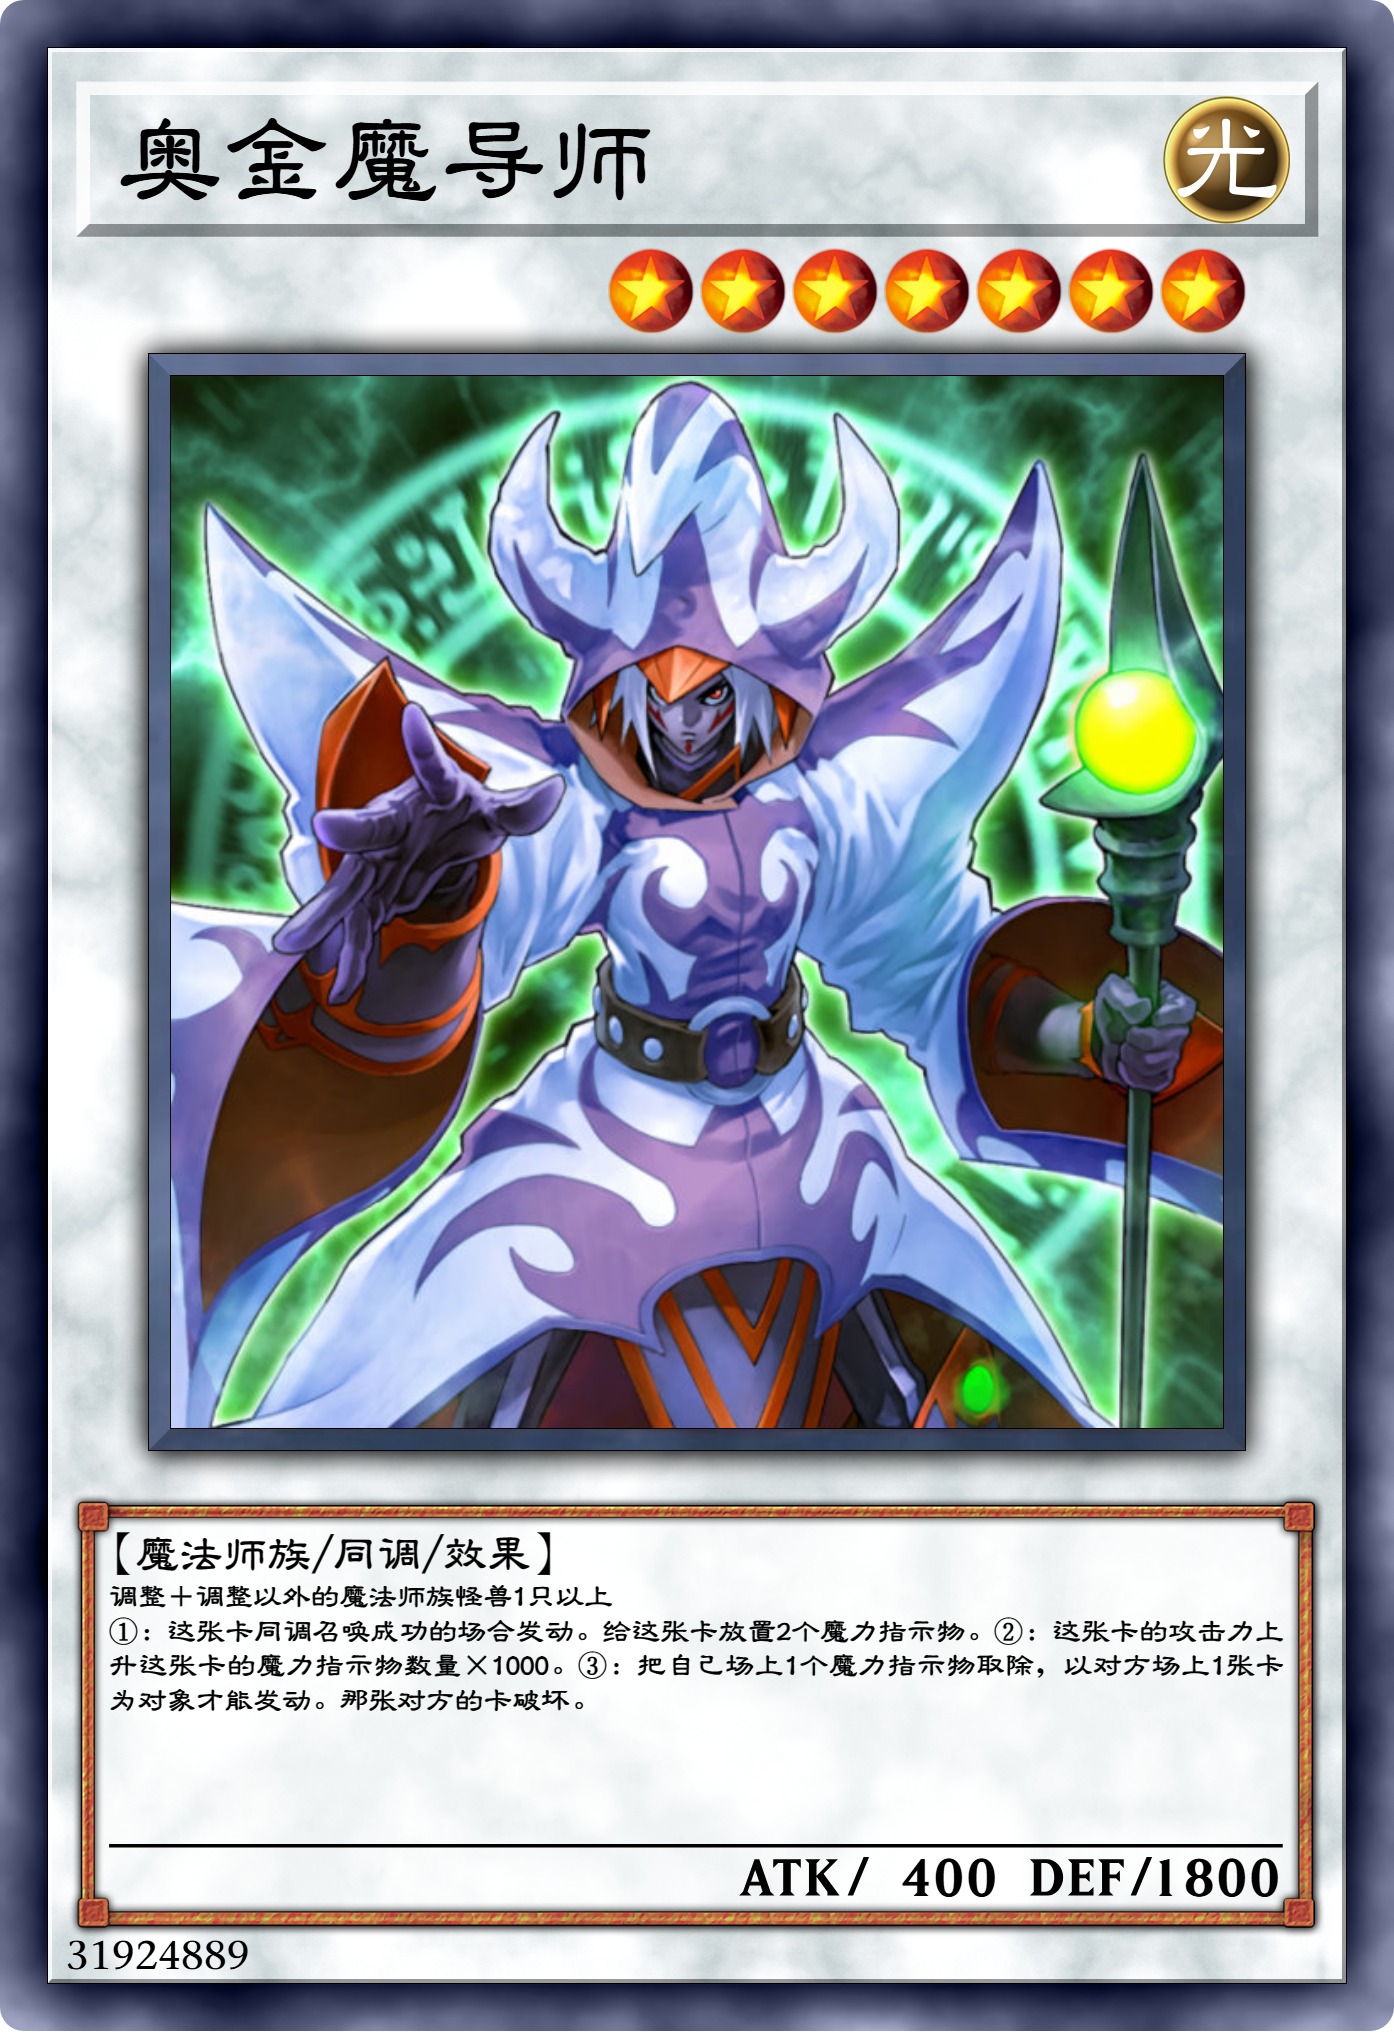 奥金魔导师
光
【魔法师族/同调/效果】
调整＋调整以外的魔法师族怪兽1只以上
①：这张卡同调召唤成功的场合发动。给这张卡放置2个魔力指示物。②：这张卡的攻击力上
升这张卡的魔力指示物数量×1000。③：把自己场上1个魔力指示物取除，以对方场上1张卡
为对象才能发动。那张对方的卡破坏。
ATK/ 400 DEF/1800
31924889